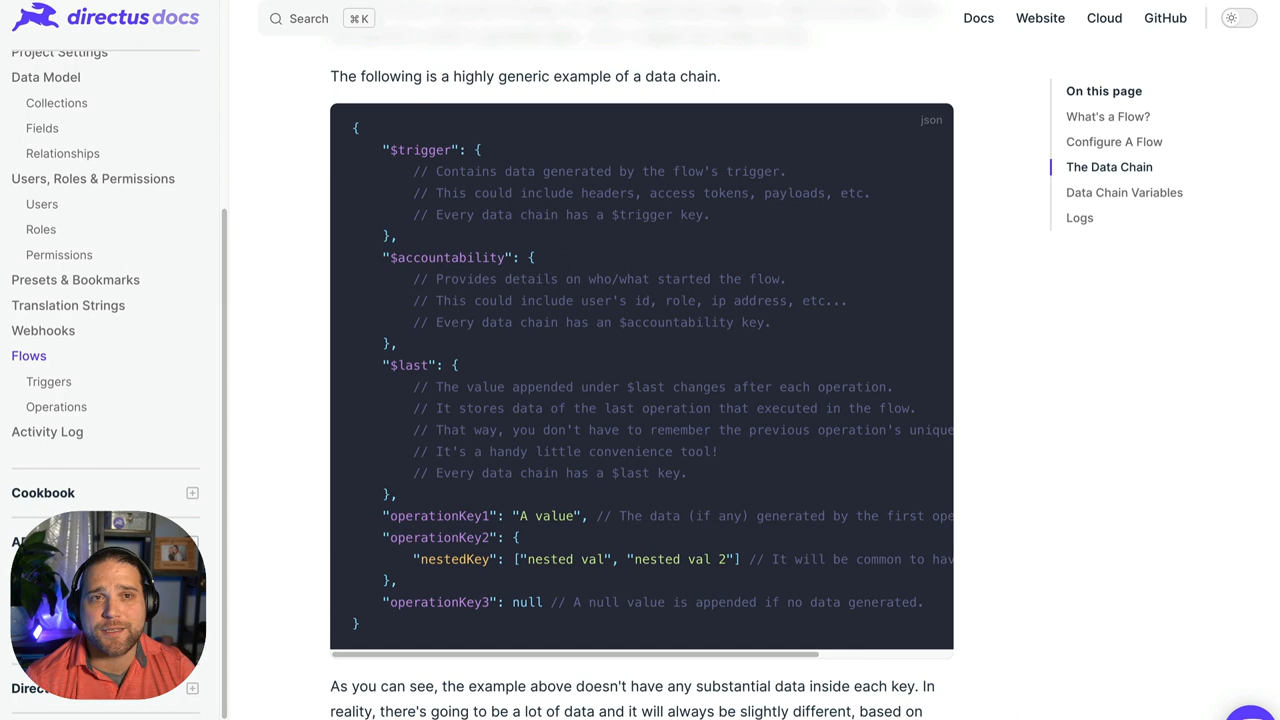 directus docs
Search
⌘ K
Docs
Website
Cloud
GitHub
Project Settings
Data Model
Collections
Fields
Relationships
Users, Roles & Permissions
Users
Roles
Permissions
Presets & Bookmarks
Translation Strings
Webhooks
Flows
Triggers
Operations
Activity Log
Cookbook
The following is a highly generic example of a data chain.
json
{
"$trigger": {
// Contains data generated by the flow's trigger.
// This could include headers, access tokens, payloads, etc.
// Every data chain has a $trigger key.
},
"$accountability": {
// Provides details on who/what started the flow.
// This could include user's id, role, ip address, etc...
// Every data chain has an $accountability key.
},
"$last": {
// The value appended under $last changes after each operation.
// It stores data of the last operation that executed in the flow.
// That way, you don't have to remember the previous operation's unique
// It's a handy little convenience tool!
// Every data chain has a $last key.
},
"operationKey1": "A value", // The data (if any) generated by the first ope
"operationKey2": {
"nestedKey": ["nested val", "nested val 2"] // It will be common to hav
},
"operationKey3": null // A null value is appended if no data generated.
}
As you can see, the example above doesn't have any substantial data inside each key. In
reality, there's going to be a lot of data and it will always be slightly different, based on
On this page
What's a Flow?
Configure A Flow
The Data Chain
Data Chain Variables
Logs